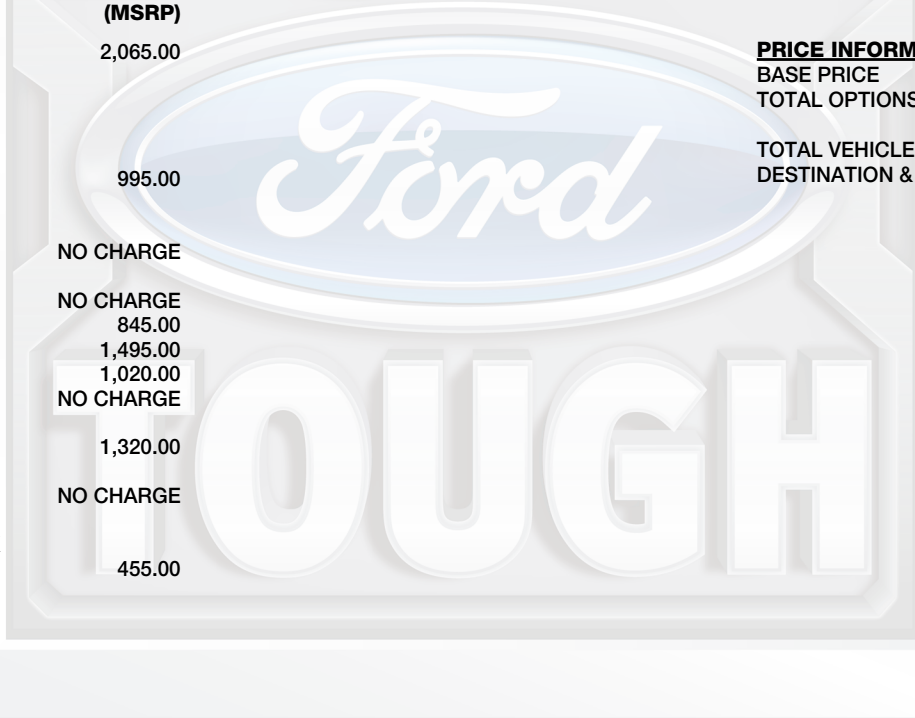 (MSRP)
2,065.00
995.00
NO CHARGE
NO CHARGE
845.00
1,495.00
1,020.00
NO CHARGE
1,320.00
NO CHARGE
455.00
PRICE INFORM
BASE PRICE
TOTAL OPTIONS
TOTAL VEHICLE
DESTINATION &
Ford
TOUGH